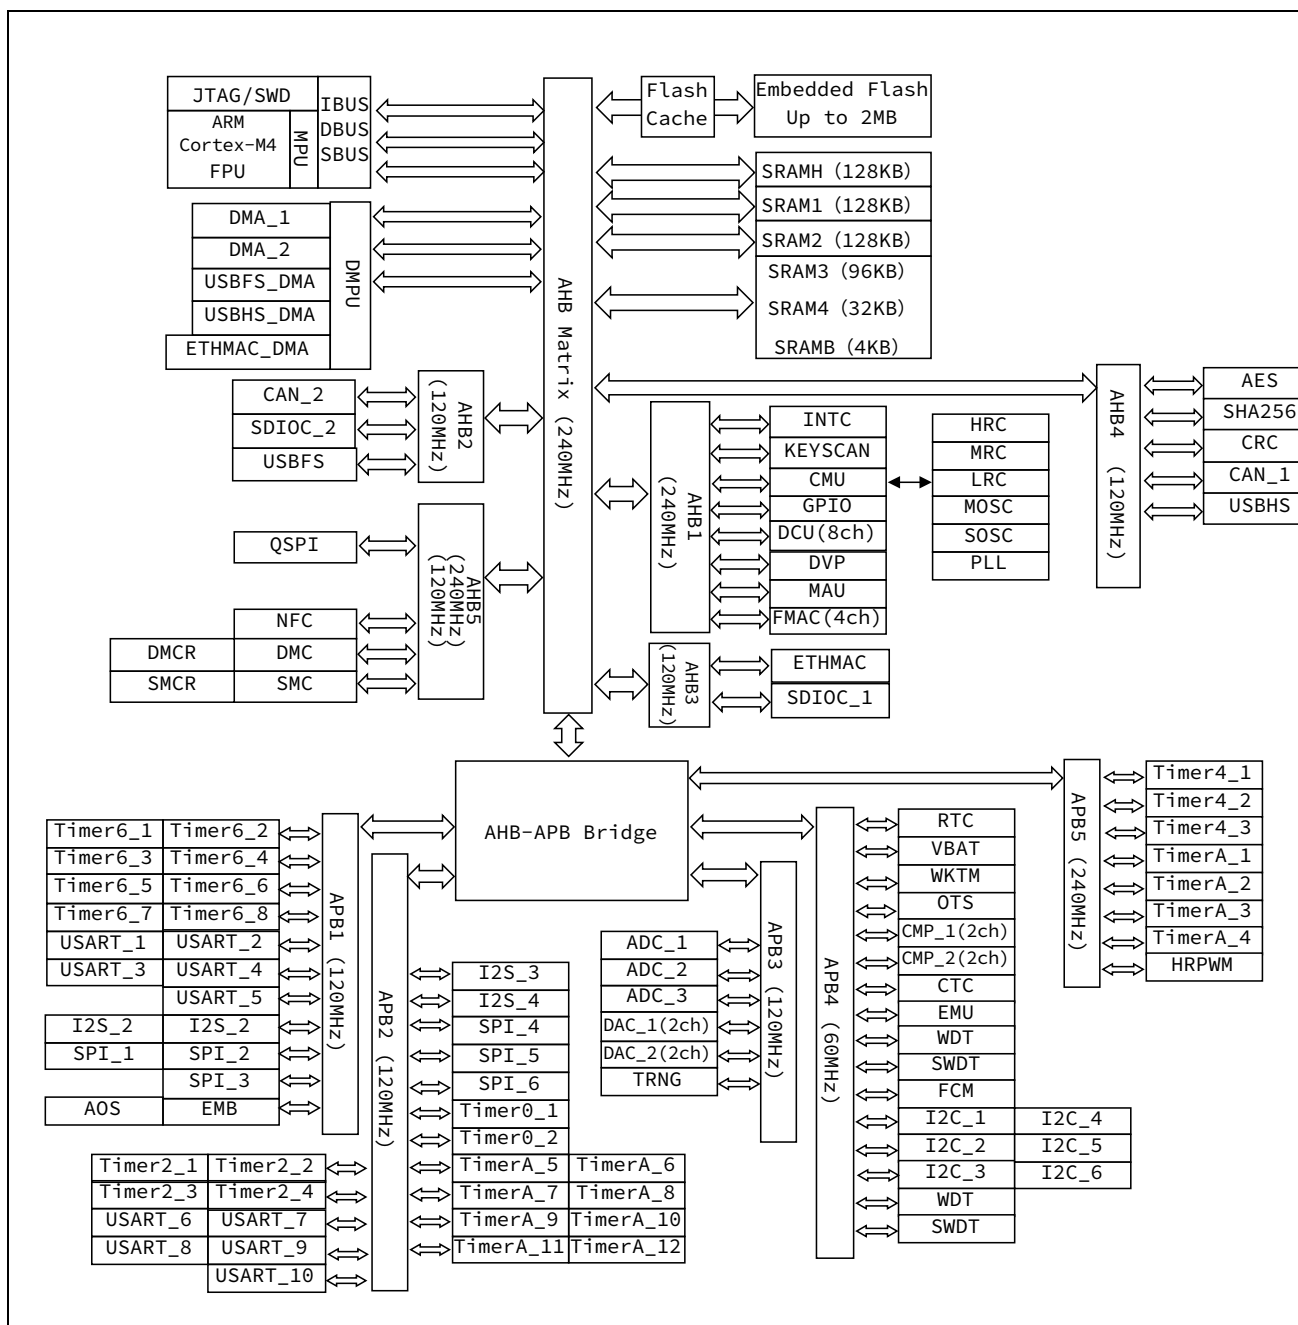 JTAG/SWD
ARM
Cortex-M4
FPU
MPU
IBUS
DBUS
SBUS
DMA_1
DMA_2
USBFS_DMA
USBHS_DMA
ETHMAC_DMA
DMPU
CAN_2
SDIOC_2
USBFS
AHB2
(120MHz)
QSPI
NFC
DMCR
DMC
SMCR
SMC
AHB5
(240MHz)
(120MHz)
AHB Matrix (240MHz)
Flash
Cache
Embedded Flash
Up to 2MB
SRAMH (128KB)
SRAM1 (128KB)
SRAM2 (128KB)
SRAM3 (96KB)
SRAM4 (32KB)
SRAMB (4KB)
AHB1
(240MHz)
INTC
KEYSCAN
CMU
GPIO
DCU(8ch)
DVP
MAU
FMAC(4ch)
HRC
MRC
LRC
MOSC
SOSC
PLL
AHB4 (120MHz)
AES
SHA256
CRC
CAN_1
USBHS
AHB3
(120MHz)
ETHMAC
SDIOC_1
AHB-APB Bridge
Timer6_1
Timer6_2
Timer6_3
Timer6_4
Timer6_5
Timer6_6
Timer6_7
Timer6_8
USART_1
USART_2
USART_3
USART_4
USART_5
I2S_2
I2S_2
SPI_1
SPI_2
SPI_3
AOS
EMB
APB1 (120MHz)
Timer2_1
Timer2_2
Timer2_3
Timer2_4
USART_6
USART_7
USART_8
USART_9
USART_10
APB2 (120MHz)
I2S_3
I2S_4
SPI_4
SPI_5
SPI_6
Timer0_1
Timer0_2
TimerA_5
TimerA_6
TimerA_7
TimerA_8
TimerA_9
TimerA_10
TimerA_11
TimerA_12
ADC_1
ADC_2
ADC_3
DAC_1(2ch)
DAC_2(2ch)
TRNG
APB3 (120MHz)
APB4 (60MHz)
RTC
VBAT
WKTM
OTS
CMP_1(2ch)
CMP_2(2ch)
CTC
EMU
WDT
SWDT
FCM
I2C_1
I2C_4
I2C_2
I2C_5
I2C_3
I2C_6
WDT
SWDT
APB5 (240MHz)
Timer4_1
Timer4_2
Timer4_3
TimerA_1
TimerA_2
TimerA_3
TimerA_4
HRPWM